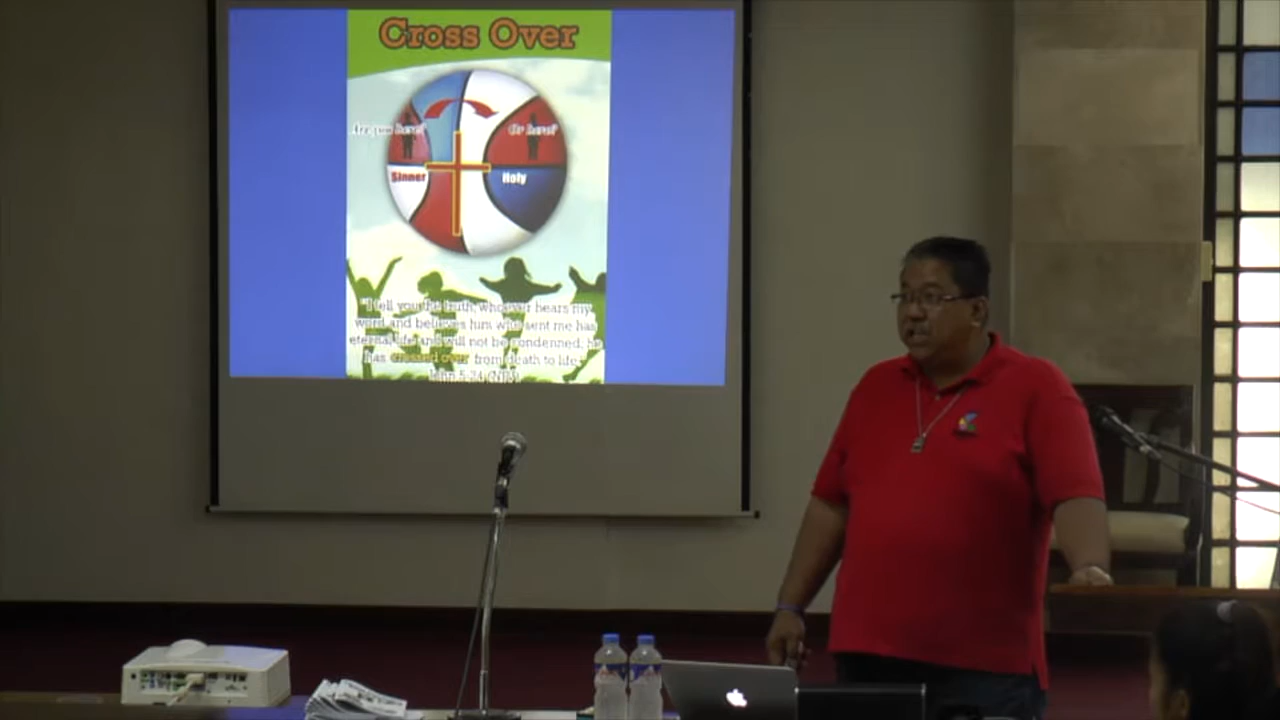 Cross Over
Are you here?
Or here?
Sinner
Holy
"I tell you the truth, whoever hears my
word and believes him who sent me has
eternal life and will not be condenned; he
has crossed over from death to life"
John 5:24 (NIV)